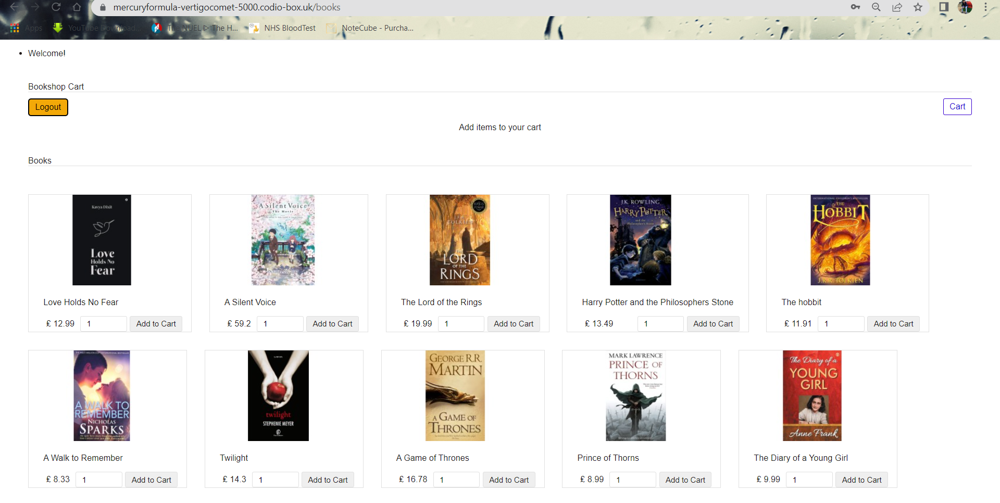 mercuryformula-vertigocomet-5000.codio-box.uk/books
Apps YouTube Download... The NUEL ▷ The H... NHS BloodTest NoteCube - Purcha...
• Welcome!
Bookshop Cart
Logout Cart
Add items to your cart
Books
Kavya Dixit
Love
Holds No
Fear
A Silent Voice
The Movie
TOLKIEN
THE
LORD
OF THE
RINGS
J.K. ROWLING
HARRY POTTER
and the
Philosopher's Stone
INTERNATIONAL CHILDREN'S BESTSELLER
THE
HOBBIT
J.R.R. TOLKIEN
Love Holds No Fear A Silent Voice The Lord of the Rings Harry Potter and the Philosophers Stone The hobbit
£ 12.99 1 Add to Cart £ 59.2 1 Add to Cart £ 19.99 1 Add to Cart £ 13.49 1 Add to Cart £ 11.91 1 Add to Cart
A WALK TO
REMEMBER
NICHOLAS
SPARKS
twilight
STEPHENIE MEYER
GEORGE R.R.
MARTIN
A GAME OF
THRONES
MARK LAWRENCE
PRINCE OF
THORNS
The Diary of a
YOUNG
GIRL
Anne Frank
A Walk to Remember Twilight A Game of Thrones Prince of Thorns The Diary of a Young Girl
£ 8.33 1 Add to Cart £ 14.3 1 Add to Cart £ 16.78 1 Add to Cart £ 8.99 1 Add to Cart £ 9.99 1 Add to Cart